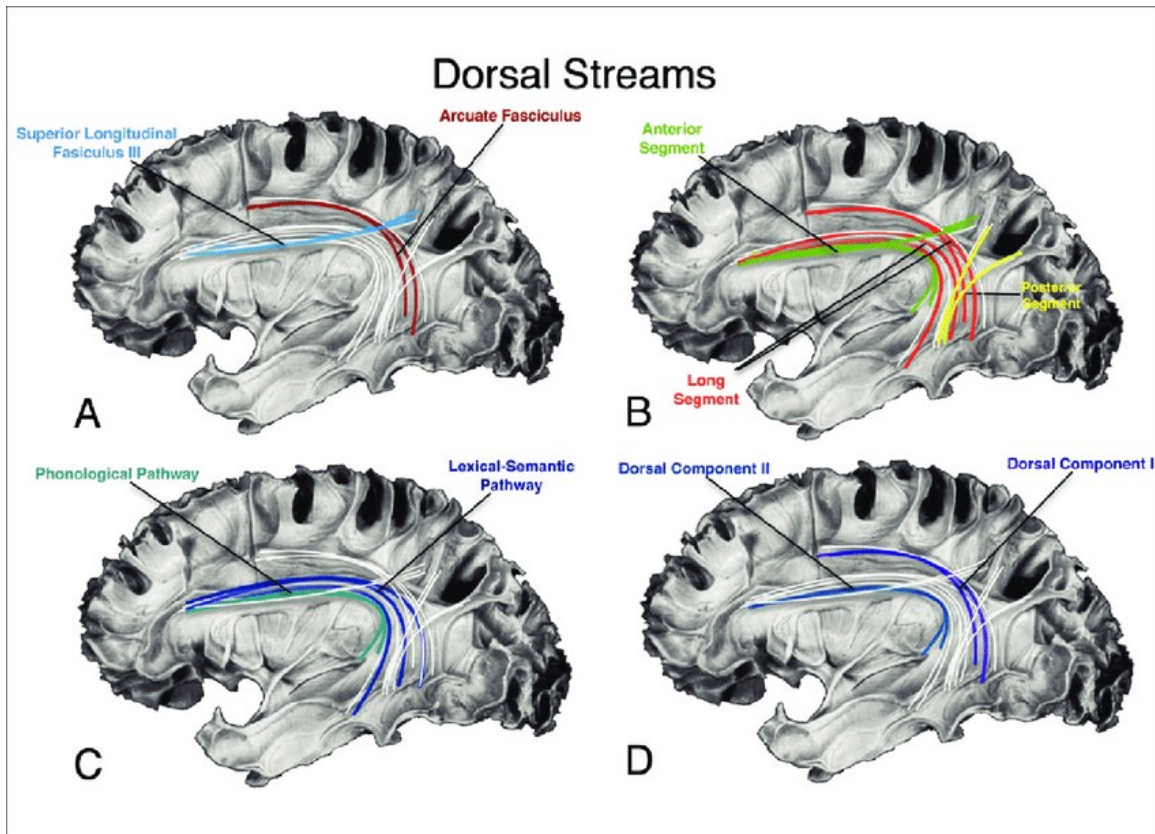 Dorsal Streams
Superior Longitudinal
Fasiculus III
Arcuate Fasciculus
A
Anterior
Segment
Posterior
Segment
Long
Segment
B
Phonological Pathway
Lexical-Semantic
Pathway
C
Dorsal Component II
Dorsal Component I
D